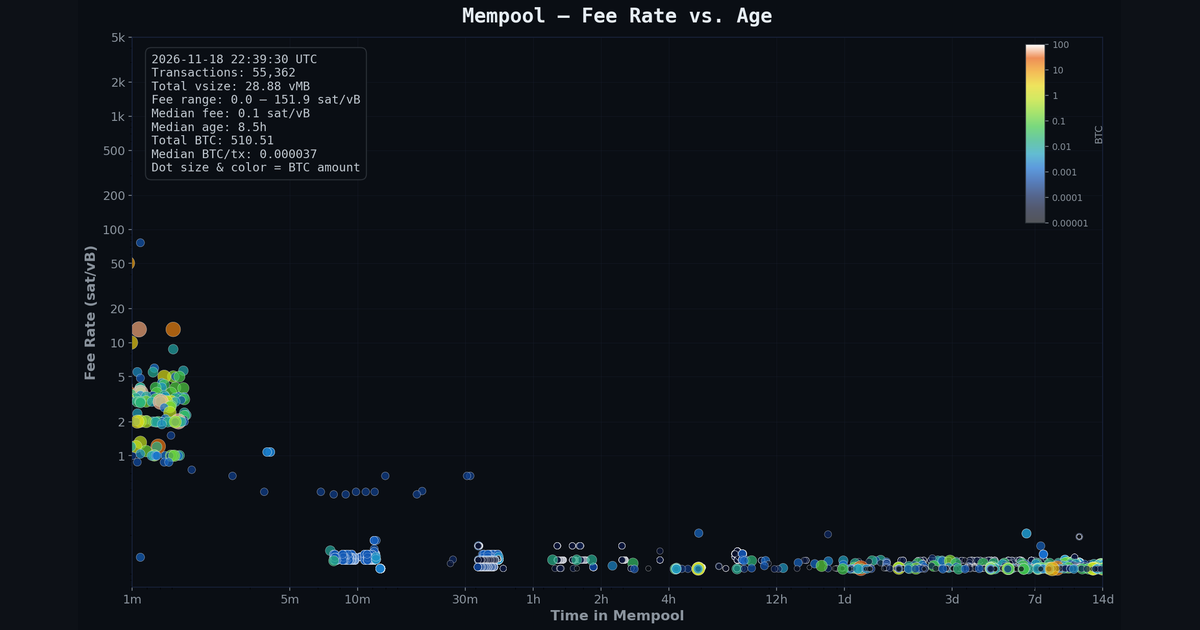 Mempool — Fee Rate vs. Age
2026-11-18 22:39:30 UTC
Transactions: 55,362
Total vsize: 28.88 vMB
Fee range: 0.0 — 151.9 sat/vB
Median fee: 0.1 sat/vB
Median age: 8.5h
Total BTC: 510.51
Median BTC/tx: 0.000037
Dot size & color = BTC amount
100
10
1
0.1
0.01
0.001
0.0001
0.00001
BTC
Fee Rate (sat/vB)
5k
2k
1k
500
200
100
50
20
10
5
2
1
1m 5m 10m 30m 1h 2h 4h 12h 1d 3d 7d 14d
Time in Mempool